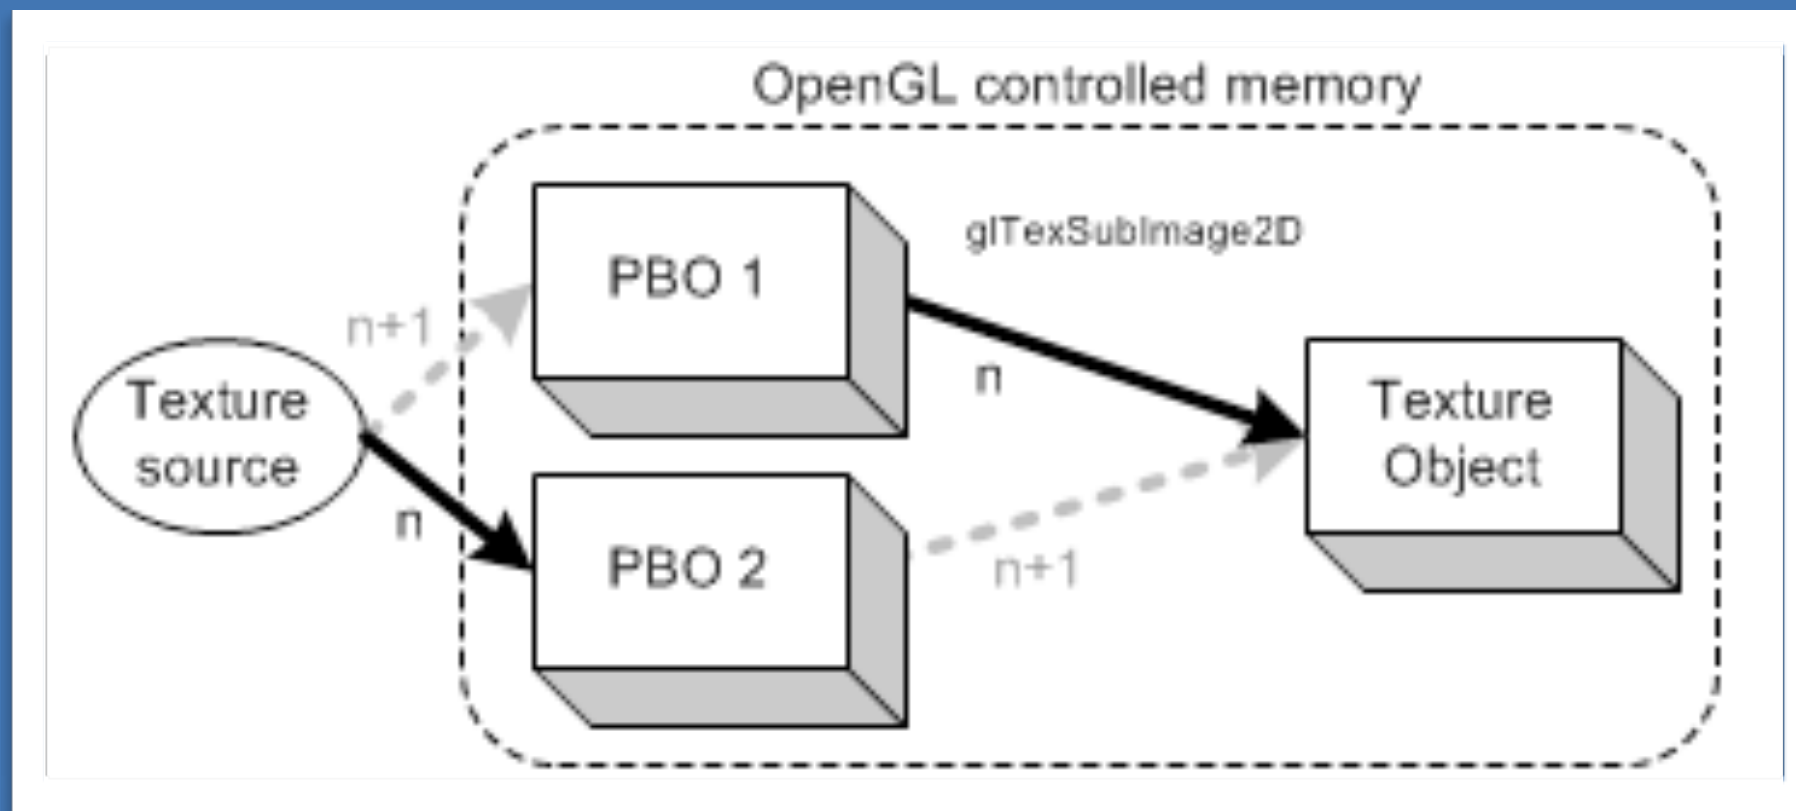 OpenGL controlled memory
PBO 1
glTexSubImage2D
n+1
n
Texture
source
Texture
Object
n
PBO 2
n+1